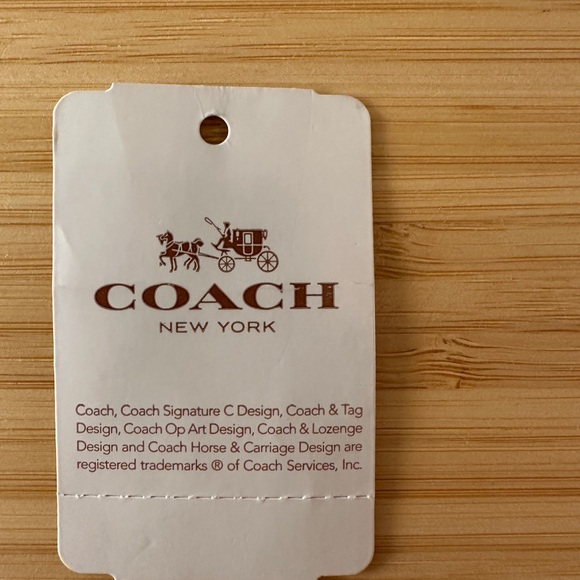 COACH
NEW YORK
Coach, Coach Signature C Design, Coach & Tag
Design, Coach Op Art Design, Coach & Lozenge
Design and Coach Horse & Carriage Design are
registered trademarks ® of Coach Services, Inc.